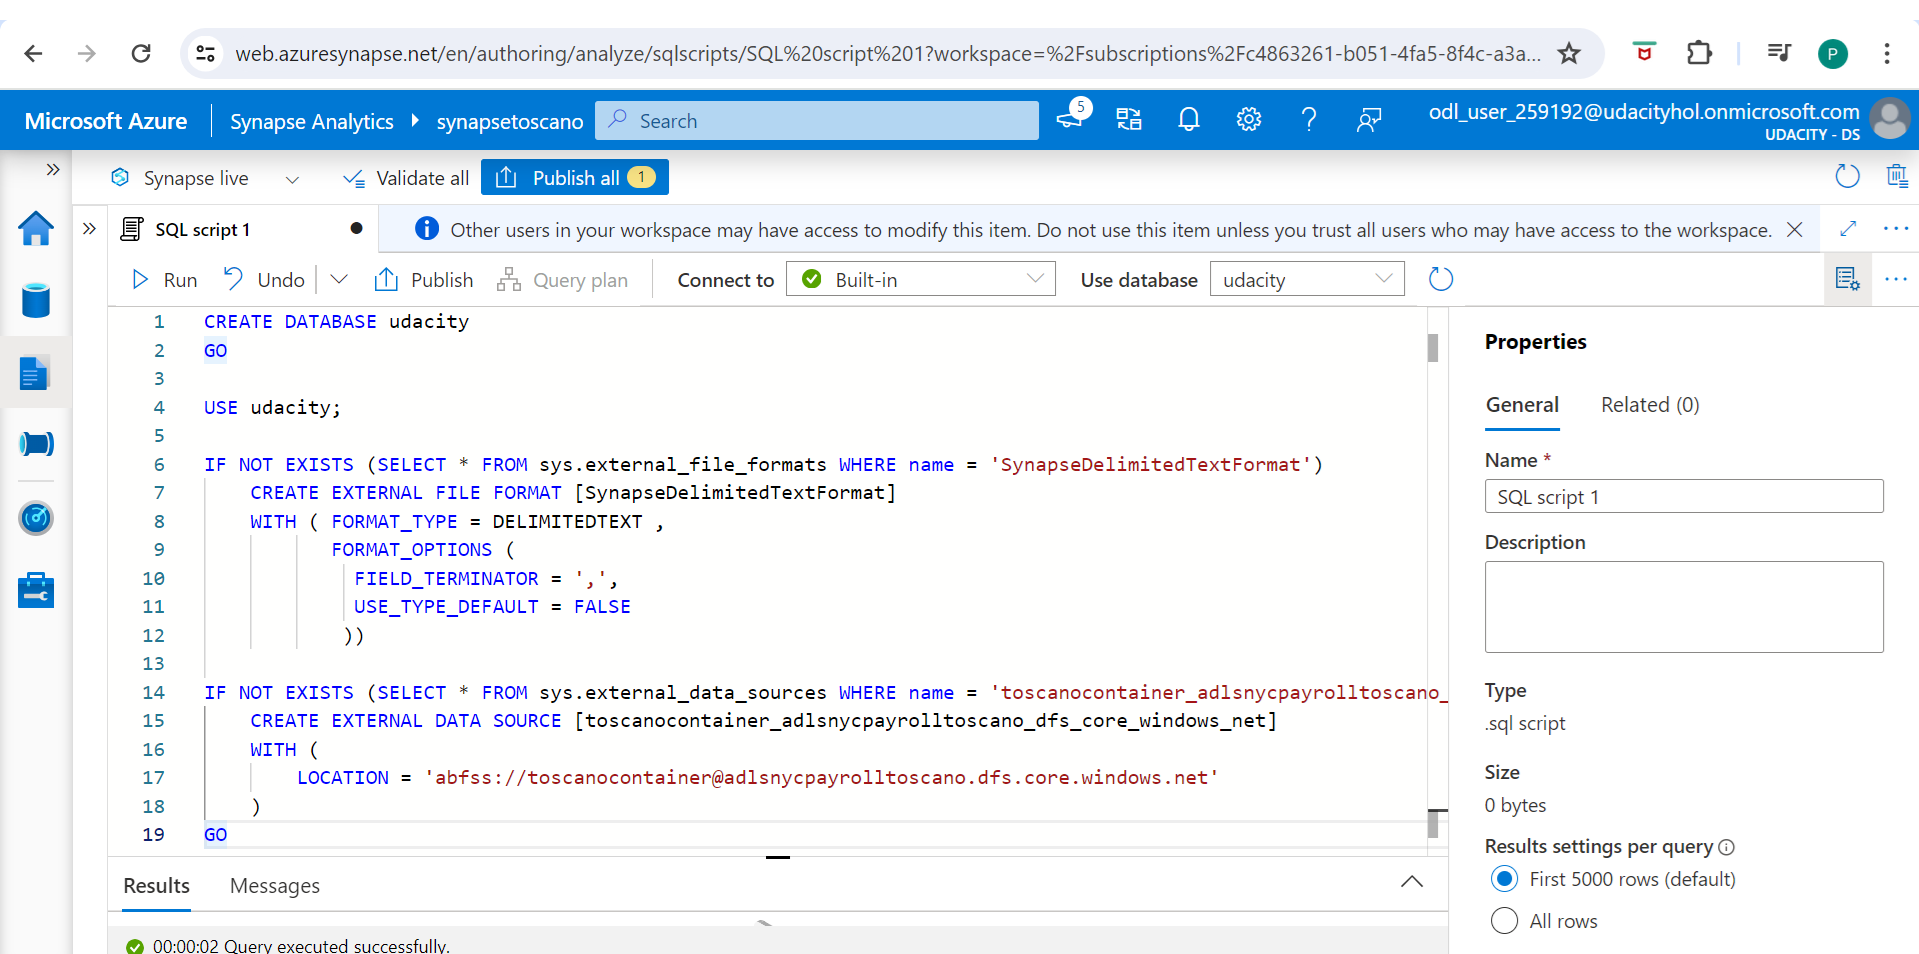 web.azuresynapse.net/en/authoring/analyze/sqlscripts/SQL%20script%201?workspace=%2Fsubscriptions%2Fc4863261-b051-4fa5-8f4c-a3a...
P
Microsoft Azure
Synapse Analytics
synapsetoscano
Search
5
odl_user_259192@udacityhol.onmicrosoft.com
UDACITY - DS
Synapse live
Validate all
Publish all 1
SQL script 1
Other users in your workspace may have access to modify this item. Do not use this item unless you trust all users who may have access to the workspace.
Run
Undo
Publish
Query plan
Connect to
Built-in
Use database
udacity
1 CREATE DATABASE udacity
2 GO
3
4 USE udacity;
5
6 IF NOT EXISTS (SELECT * FROM sys.external_file_formats WHERE name = 'SynapseDelimitedTextFormat')
7 CREATE EXTERNAL FILE FORMAT [SynapseDelimitedTextFormat]
8 WITH ( FORMAT_TYPE = DELIMITEDTEXT ,
9 FORMAT_OPTIONS (
10 FIELD_TERMINATOR = ',',
11 USE_TYPE_DEFAULT = FALSE
12 ))
13
14 IF NOT EXISTS (SELECT * FROM sys.external_data_sources WHERE name = 'toscanocontainer_adlsnycpayrolltoscano_
15 CREATE EXTERNAL DATA SOURCE [toscanocontainer_adlsnycpayrolltoscano_dfs_core_windows_net]
16 WITH (
17 LOCATION = 'abfss://toscanocontainer@adlsnycpayrolltoscano.dfs.core.windows.net'
18 )
19 GO
Results
Messages
00:00:02 Query executed successfully.
Properties
General
Related (0)
Name *
SQL script 1
Description
Type
.sql script
Size
0 bytes
Results settings per query
First 5000 rows (default)
All rows